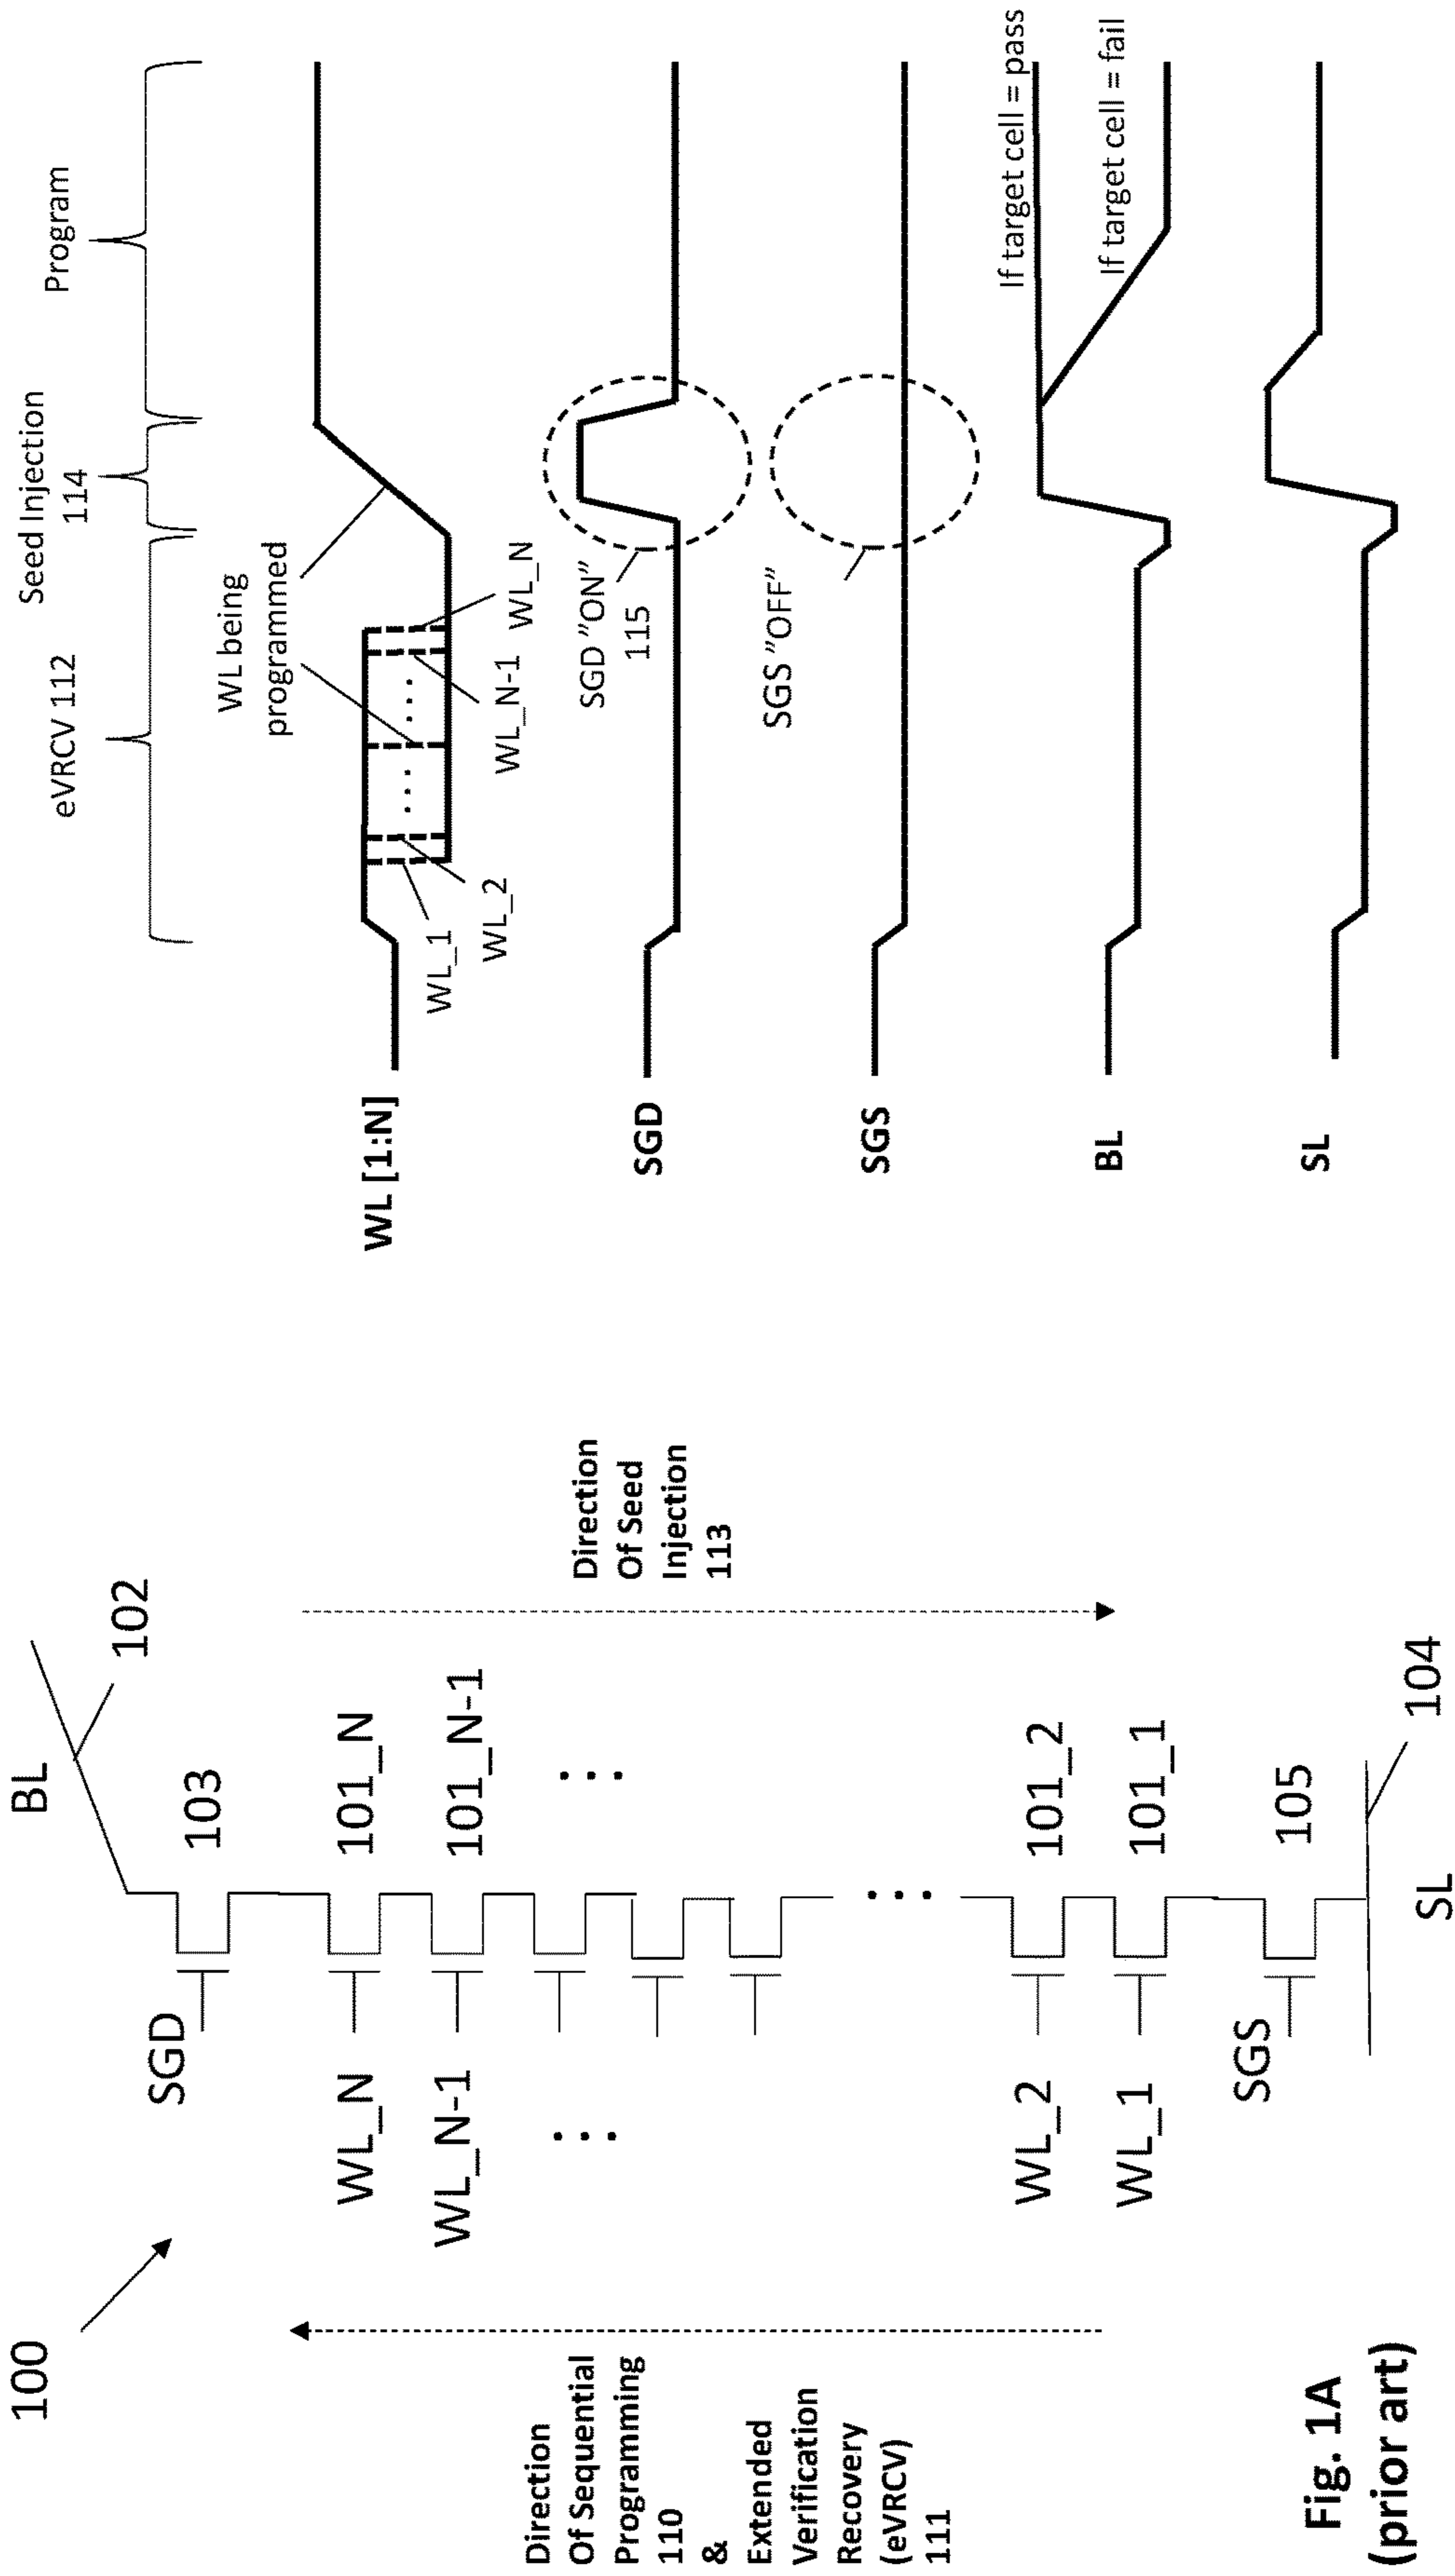 100
BL
102
SGD
103
WL_N
101_N
WL_N-1
101_N-1
WL_2
101_2
WL_1
101_1
SGS
105
SL
104
Direction
Of Sequential
Programming
110
&
Extended
Verification
Recovery
(eVRCV)
111
Direction
Of Seed
Injection
113
Fig. 1A
(prior art)
eVRCV 112
Seed Injection
114
Program
WL being
programmed
WL [1:N]
WL_1
WL_2
WL_N-1
WL_N
SGD
SGD "ON"
115
SGS
SGS "OFF"
BL
If target cell = pass
If target cell = fail
SL